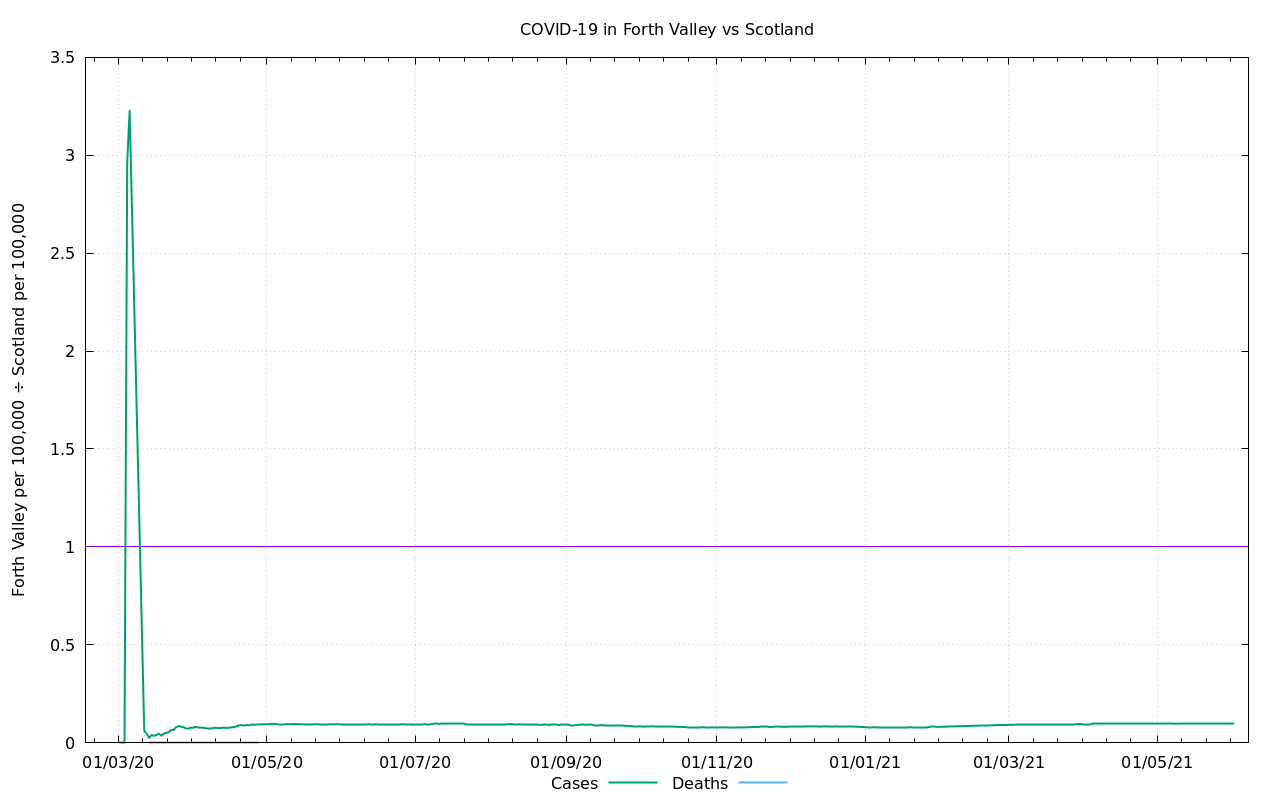 COVID-19 in Forth Valley vs Scotland
Forth Valley per 100,000 ÷ Scotland per 100,000
3.5
3
2.5
2
1.5
1
0.5
0
01/03/20 01/05/20 01/07/20 01/09/20 01/11/20 01/01/21 01/03/21 01/05/21
Cases Deaths